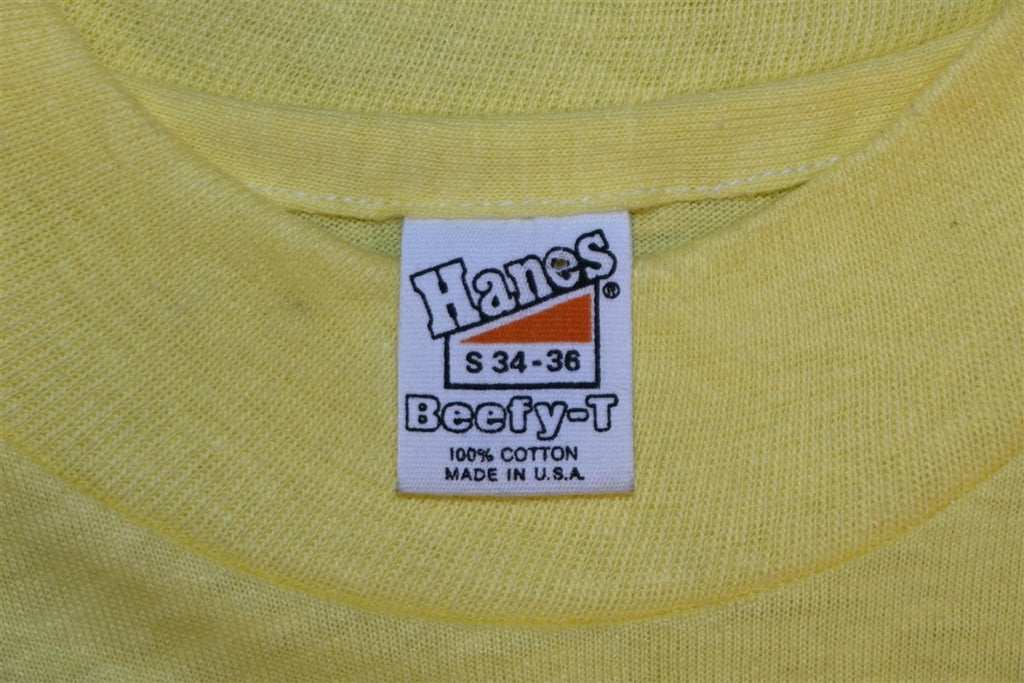 Hanes®
S 34-36
Beefy-T
100% COTTON
MADE IN U.S.A.